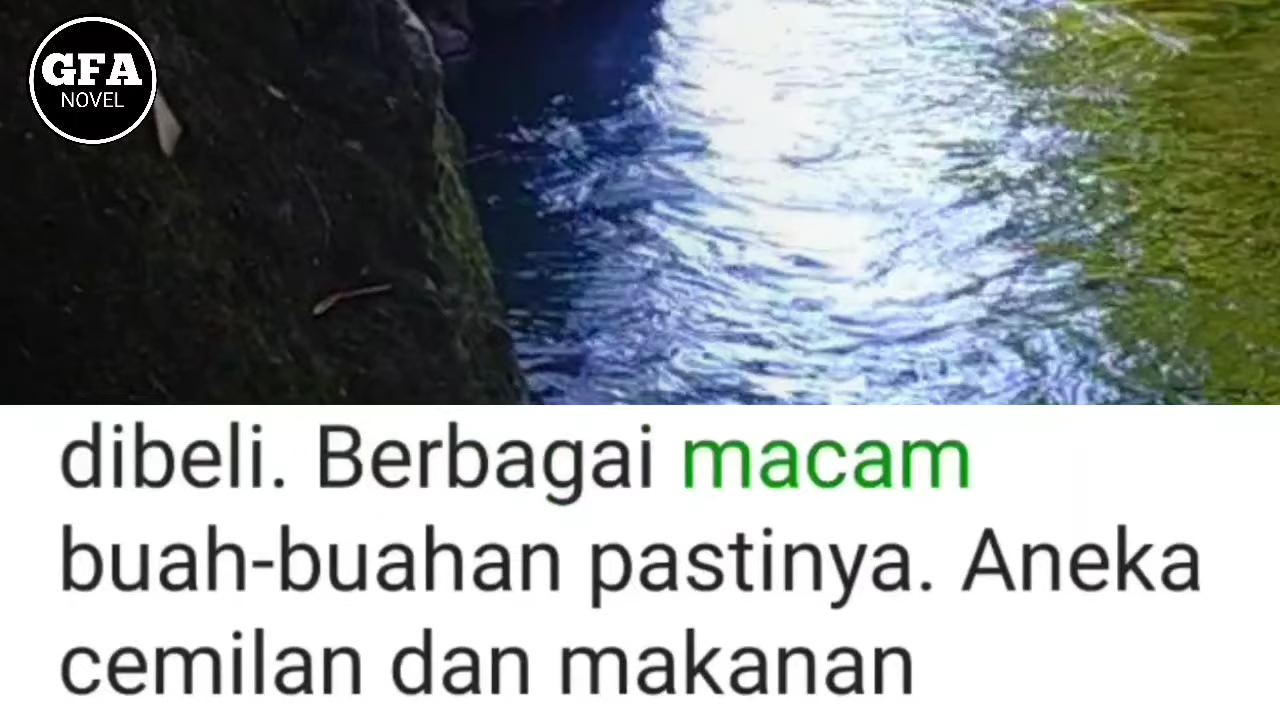 GFA
NOVEL
dibeli. Berbagai macam
buah-buahan pastinya. Aneka
cemilan dan makanan